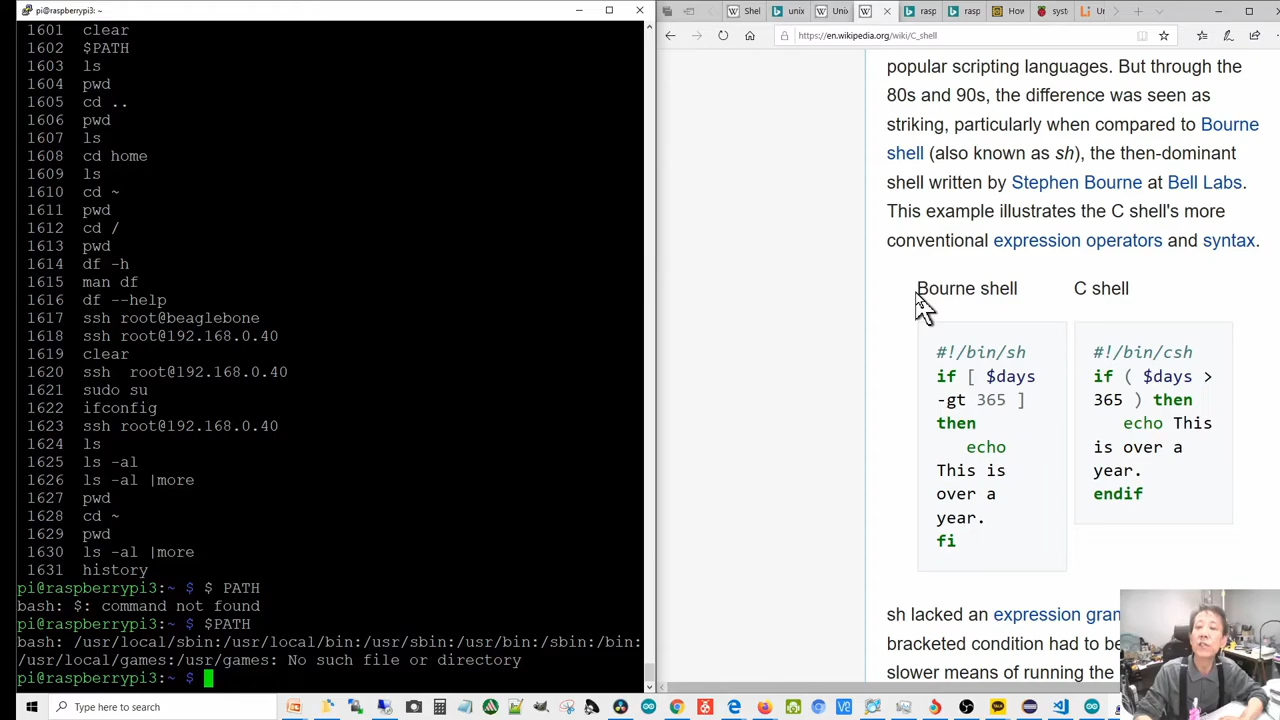 pi@raspberrypi3: ~
1601 clear
1602 $PATH
1603 ls
1604 pwd
1605 cd ..
1606 pwd
1607 ls
1608 cd home
1609 ls
1610 cd ~
1611 pwd
1612 cd /
1613 pwd
1614 df -h
1615 man df
1616 df --help
1617 ssh root@beaglebone
1618 ssh root@192.168.0.40
1619 clear
1620 ssh  root@192.168.0.40
1621 sudo su
1622 ifconfig
1623 ssh root@192.168.0.40
1624 ls
1625 ls -al
1626 ls -al |more
1627 pwd
1628 cd ~
1629 pwd
1630 ls -al |more
1631 history
pi@raspberrypi3:~ $ $ PATH
bash: $: command not found
pi@raspberrypi3:~ $ $PATH
bash: /usr/local/sbin:/usr/local/bin:/usr/sbin:/usr/bin:/sbin:/bin:
/usr/local/games:/usr/games: No such file or directory
pi@raspberrypi3:~ $
Type here to search
Shel unix Uni rasp rasp How syst Ur
https://en.wikipedia.org/wiki/C_shell
popular scripting languages. But through the
80s and 90s, the difference was seen as
striking, particularly when compared to Bourne
shell (also known as sh), the then-dominant
shell written by Stephen Bourne at Bell Labs.
This example illustrates the C shell's more
conventional expression operators and syntax.
Bourne shell
#!/bin/sh
if [ $days
-gt 365 ]
then
echo
This is
over a
year.
fi
C shell
#!/bin/csh
if ( $days >
365 ) then
echo This
is over a
year.
endif
sh lacked an expression gram
bracketed condition had to be
slower means of running the